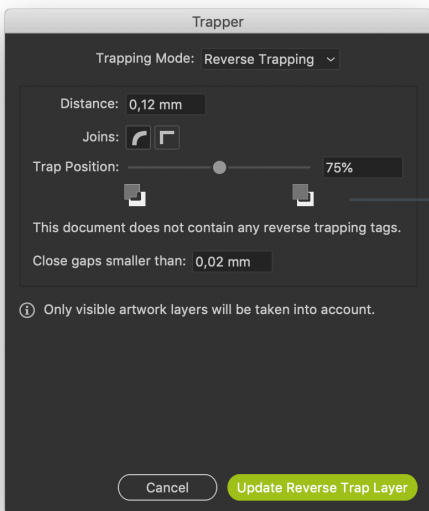 Trapper
Trapping Mode: Reverse Trapping
Distance: 0,12 mm
Joins:
Trap Position: 75%
This document does not contain any reverse trapping tags.
Close gaps smaller than: 0,02 mm
Only visible artwork layers will be taken into account.
Cancel Update Reverse Trap Layer